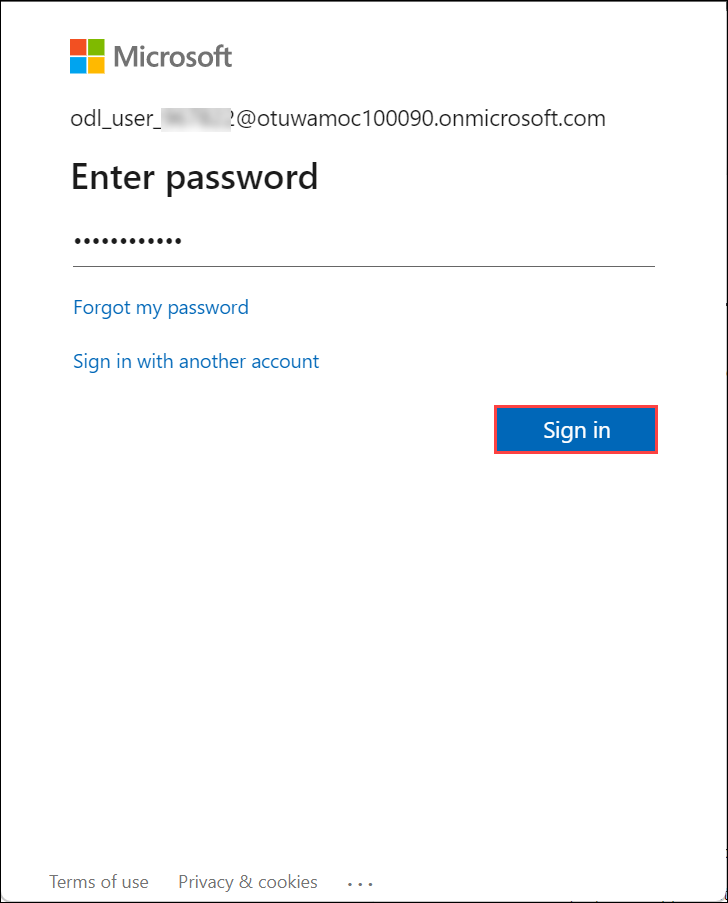 Microsoft
odl_user_ 2@otuwamoc100090.onmicrosoft.com
Enter password
••••••••••••
Forgot my password
Sign in with another account
Sign in
Terms of use Privacy & cookies ...